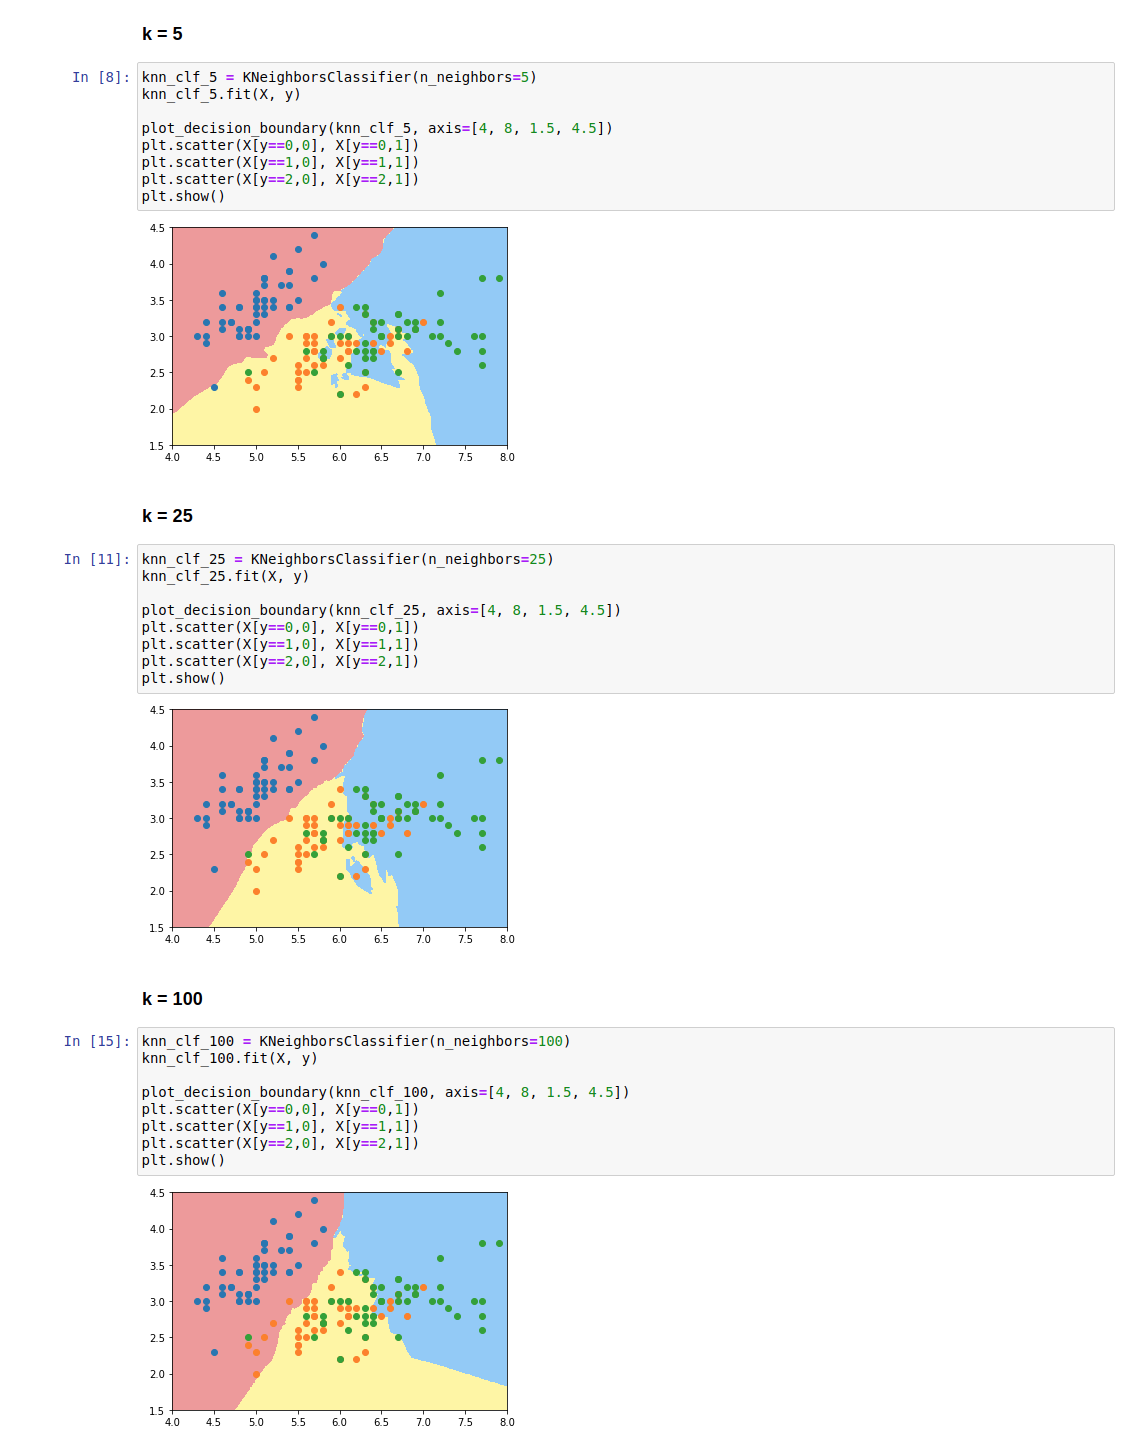 k = 5
In [8]:
knn_clf_5 = KNeighborsClassifier(n_neighbors=5)
knn_clf_5.fit(X, y)
plot_decision_boundary(knn_clf_5, axis=[4, 8, 1.5, 4.5])
plt.scatter(X[y==0,0], X[y==0,1])
plt.scatter(X[y==1,0], X[y==1,1])
plt.scatter(X[y==2,0], X[y==2,1])
plt.show()
4.5
4.0
3.5
3.0
2.5
2.0
1.5
4.0 4.5 5.0 5.5 6.0 6.5 7.0 7.5 8.0
k = 25
In [11]:
knn_clf_25 = KNeighborsClassifier(n_neighbors=25)
knn_clf_25.fit(X, y)
plot_decision_boundary(knn_clf_25, axis=[4, 8, 1.5, 4.5])
plt.scatter(X[y==0,0], X[y==0,1])
plt.scatter(X[y==1,0], X[y==1,1])
plt.scatter(X[y==2,0], X[y==2,1])
plt.show()
4.5
4.0
3.5
3.0
2.5
2.0
1.5
4.0 4.5 5.0 5.5 6.0 6.5 7.0 7.5 8.0
k = 100
In [15]:
knn_clf_100 = KNeighborsClassifier(n_neighbors=100)
knn_clf_100.fit(X, y)
plot_decision_boundary(knn_clf_100, axis=[4, 8, 1.5, 4.5])
plt.scatter(X[y==0,0], X[y==0,1])
plt.scatter(X[y==1,0], X[y==1,1])
plt.scatter(X[y==2,0], X[y==2,1])
plt.show()
4.5
4.0
3.5
3.0
2.5
2.0
1.5
4.0 4.5 5.0 5.5 6.0 6.5 7.0 7.5 8.0